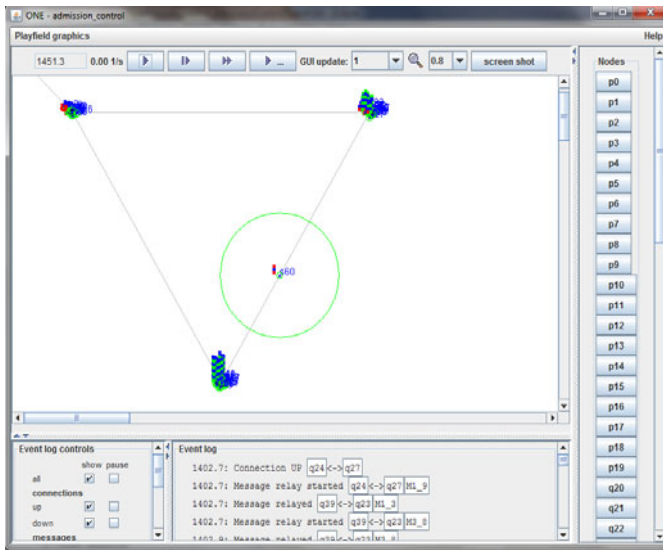 ONE - admission_control
Playfield graphics Help
1451.3 0.00 1/s GUI update: 1 0.8 screen shot
Nodes
p0
p1
p2
p3
p4
p5
p6
p7
p8
p9
p10
p11
p12
p13
p14
p15
p16
p17
p18
p19
q20
q21
q22
s60
Event log controls
show pause
all
connections
up
down
messages
Event log
1402.7: Connection UP q24<->q27
1402.7: Message relay started q24<->q27 M1_9
1402.7: Message relayed q39<->q23 M1_3
1402.7: Message relay started q39<->q23 M3_8